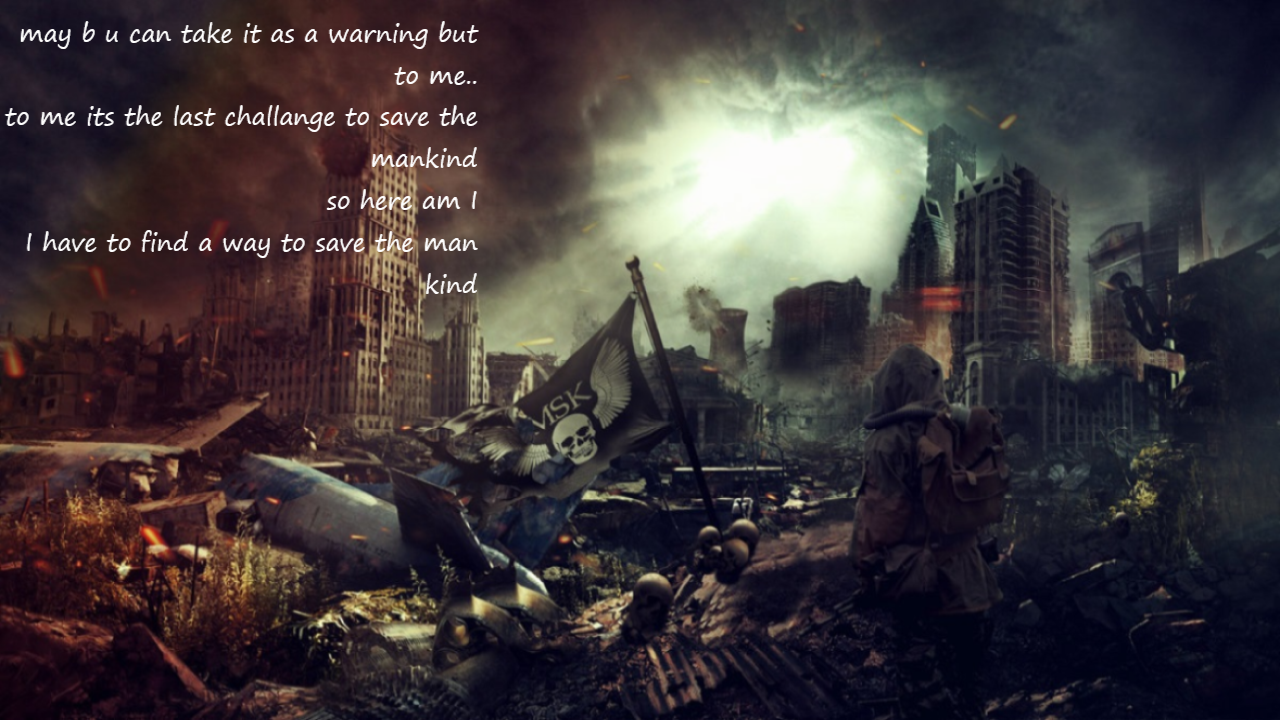 may b u can take it as a warning but
to me..
to me its the last challange to save the
mankind
so here am I
I have to find a way to save the man
kind
MSK